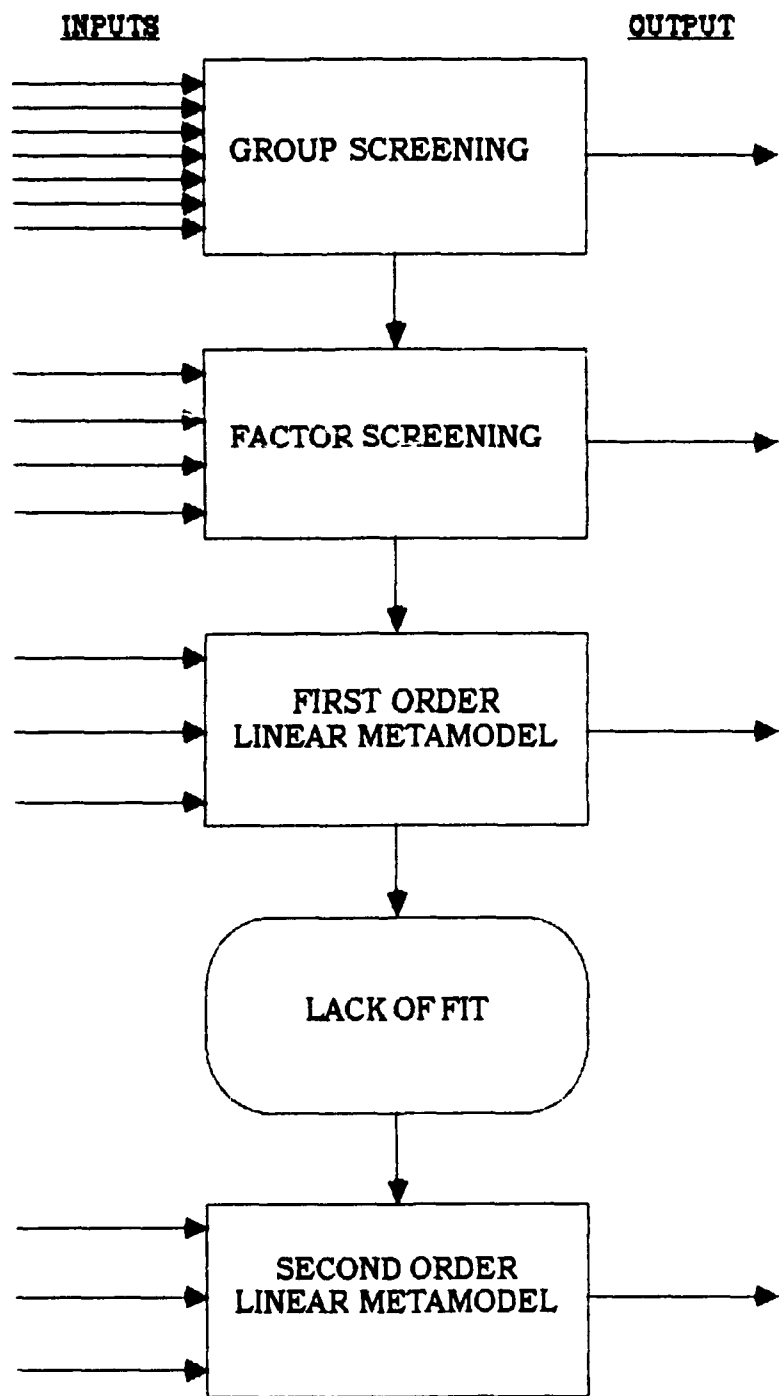 INPUTS
OUTPUT
GROUP SCREENING
FACTOR SCREENING
FIRST ORDER
LINEAR METAMODEL
LACK OF FIT
SECOND ORDER
LINEAR METAMODEL